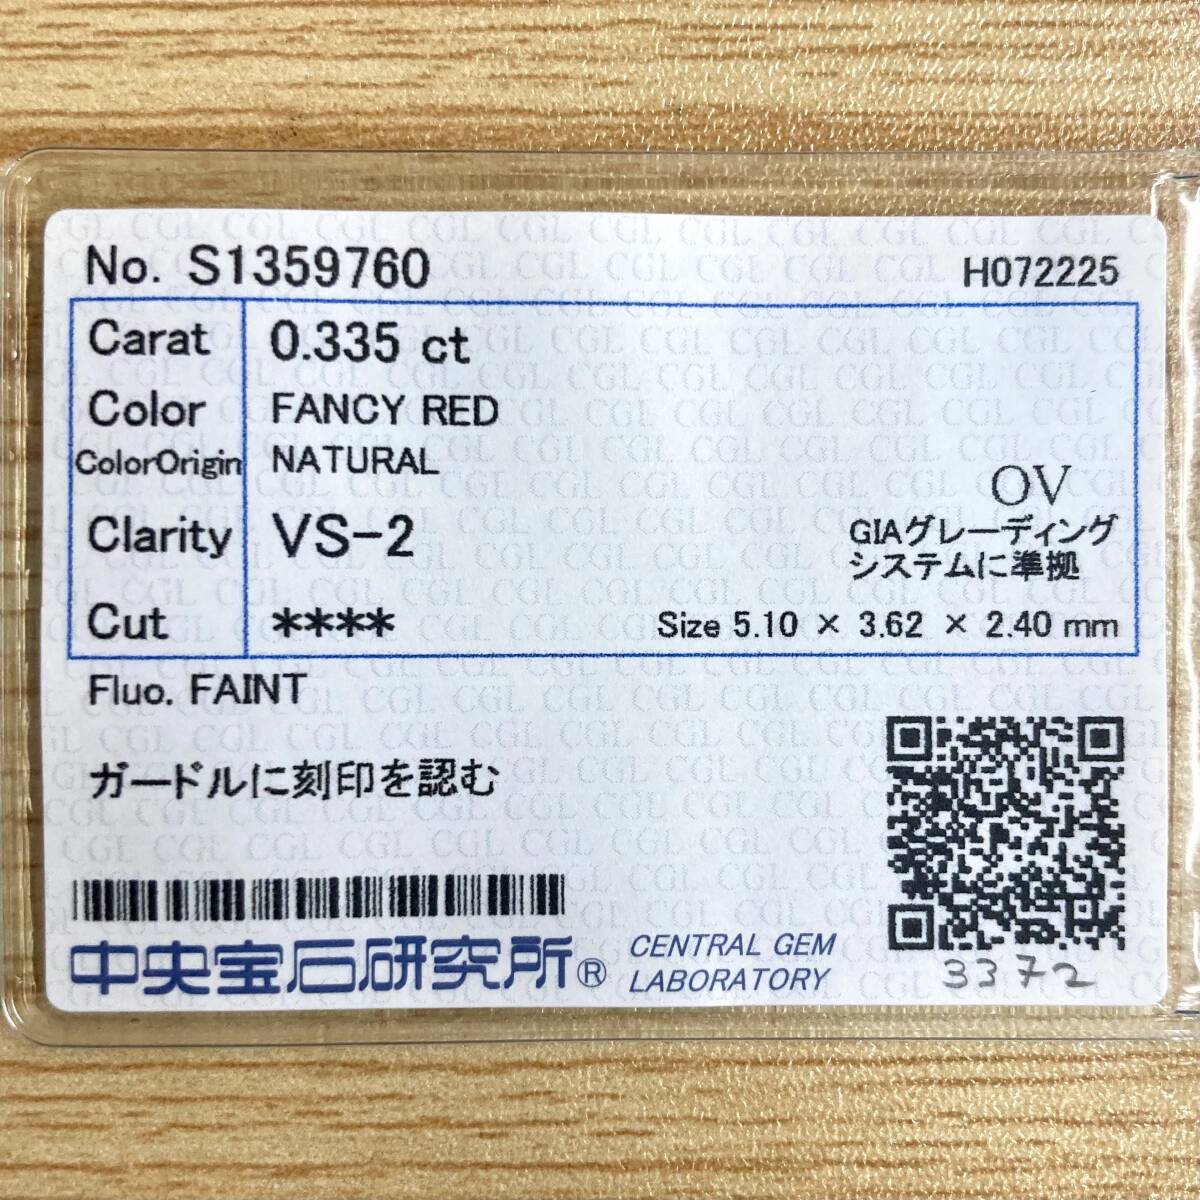 No. S1359760 H072225
Carat 0.335 ct
Color FANCY RED
ColorOrigin NATURAL
Clarity VS-2
OV
GIAグレーディング
システムに準拠
Cut **** Size 5.10 × 3.62 × 2.40 mm
Fluo. FAINT
ガードルに刻印を認む
中央宝石研究所® CENTRAL GEM
LABORATORY
3372